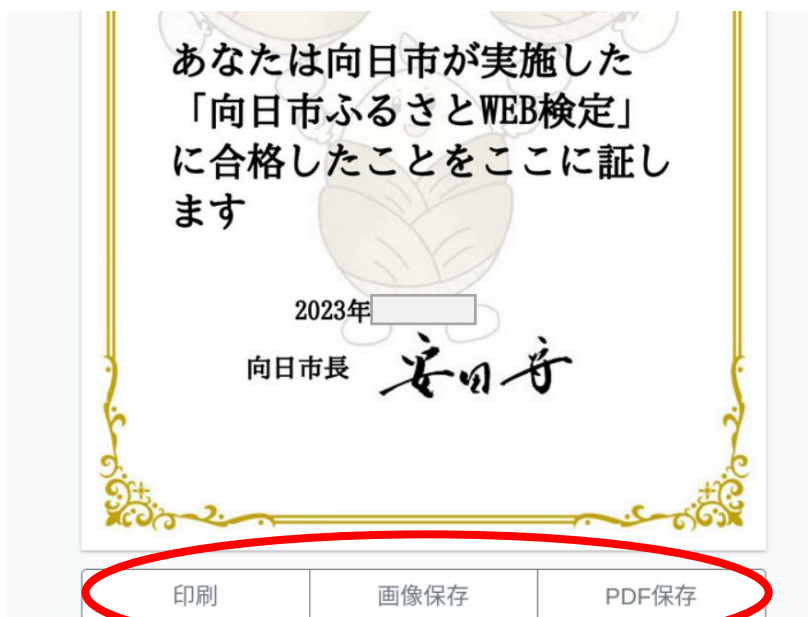 あなたは向日市が実施した
「向日市ふるさとWEB検定」
に合格したことをここに証し
ます
2023年
向日市長 安田守
印刷 画像保存 PDF保存